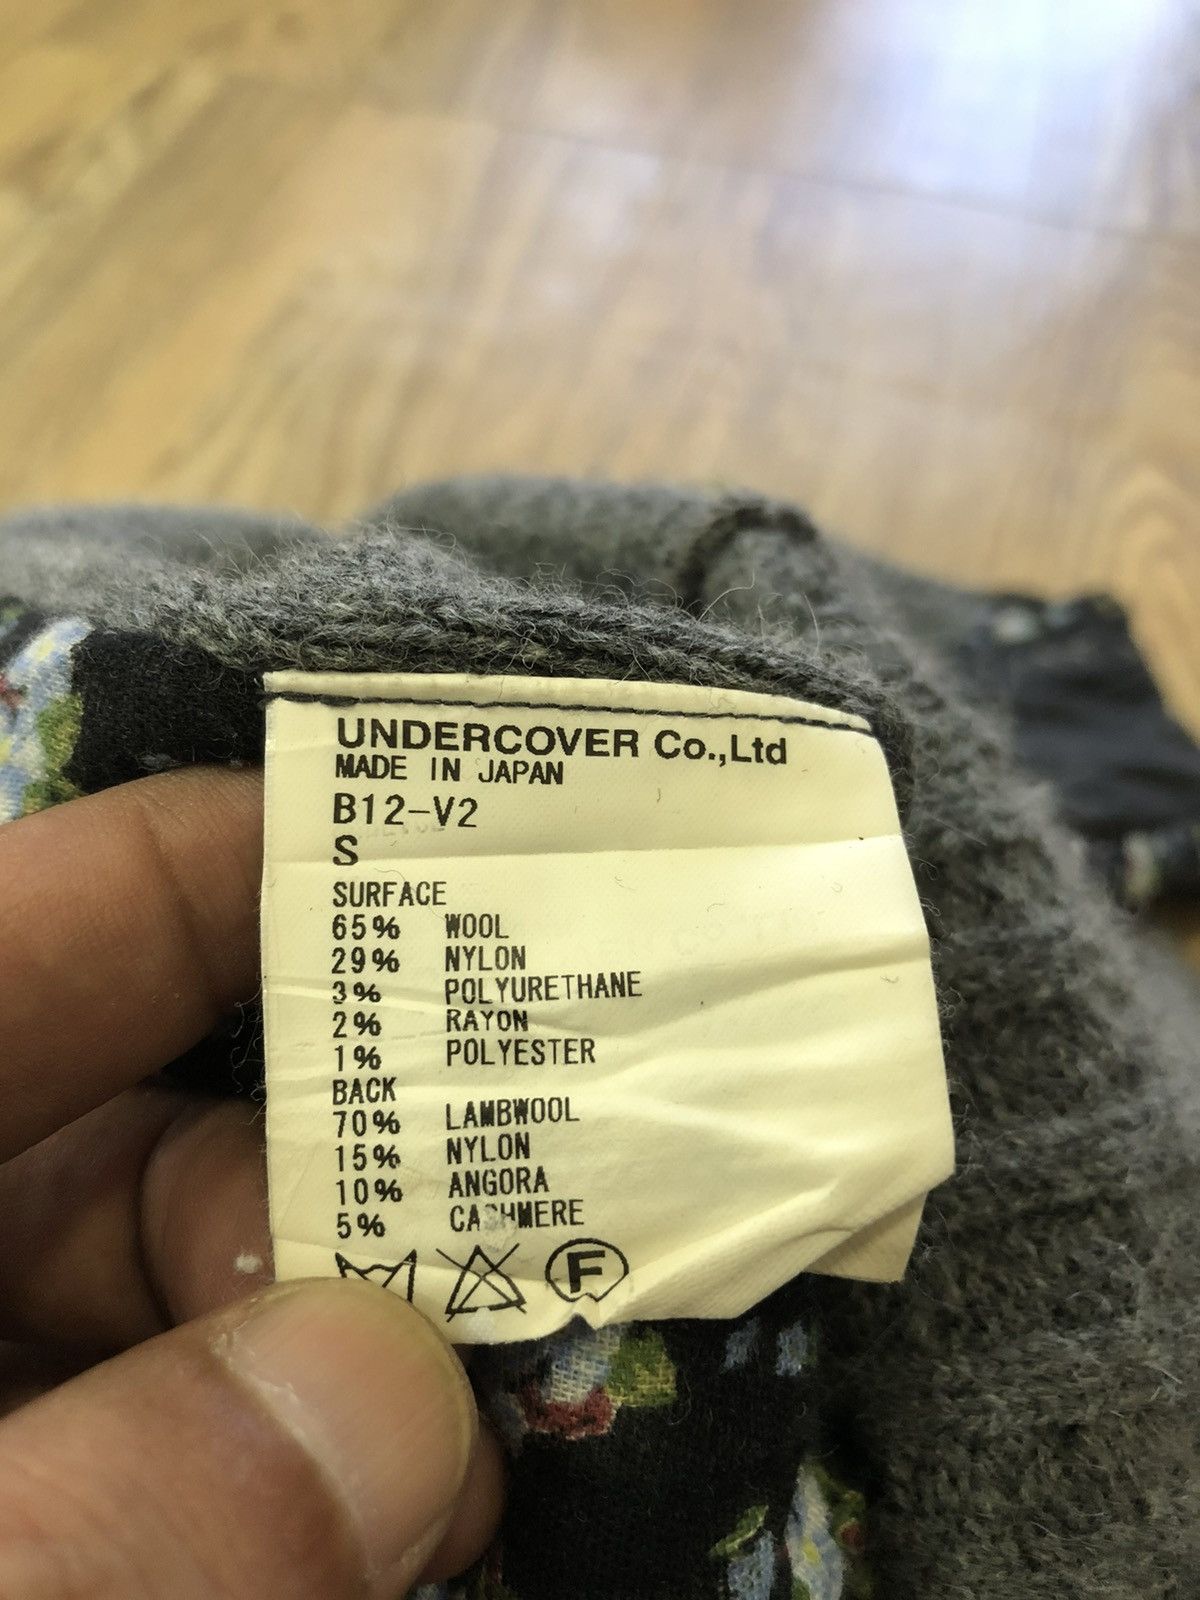 UNDERCOVER Co.,Ltd
MADE IN JAPAN
B12-V2
S
SURFACE
65% WOOL
29% NYLON
3% POLYURETHANE
2% RAYON
1% POLYESTER
BACK
70% LAMBWOOL
15% NYLON
10% ANGORA
5% CASHMERE
F